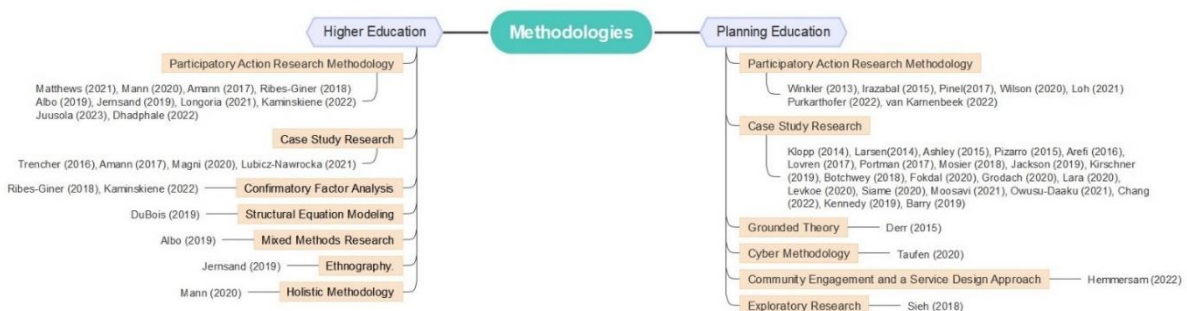 Methodologies
Higher Education
Participatory Action Research Methodology
Matthews (2021), Mann (2020), Amann (2017), Ribes-Giner (2018)
Albo (2019), Jernsand (2019), Longoria (2021), Kaminskiene (2022)
Juusola (2023), Dhadphale (2022)
Case Study Research
Trencher (2016), Amann (2017), Magni (2020), Lubicz-Nawrocka (2021)
Ribes-Giner (2018), Kaminskiene (2022)
Confirmatory Factor Analysis
DuBois (2019)
Structural Equation Modeling
Albo (2019)
Mixed Methods Research
Jernsand (2019)
Ethnography.
Mann (2020)
Holistic Methodology
Planning Education
Participatory Action Research Methodology
Winkler (2013), Irazabal (2015), Pinel(2017), Wilson (2020), Loh (2021)
Purkarthofer (2022), van Karnenbeek (2022)
Case Study Research
Klopp (2014), Larsen(2014), Ashley (2015), Pizarro (2015), Arefi (2016)
Lovren (2017), Portman (2017), Mosier (2018), Jackson (2019), Kirschner
(2019), Botchwey (2018), Fokdal (2020), Grodach (2020), Lara (2020)
Levkoe (2020), Siame (2020), Moosavi (2021), Owusu-Daaku (2021), Chang
(2022), Kennedy (2019), Barry (2019)
Grounded Theory
Derr (2015)
Cyber Methodology
Taufen (2020)
Community Engagement and a Service Design Approach
Hemmersam (2022)
Exploratory Research
Sieh (2018)